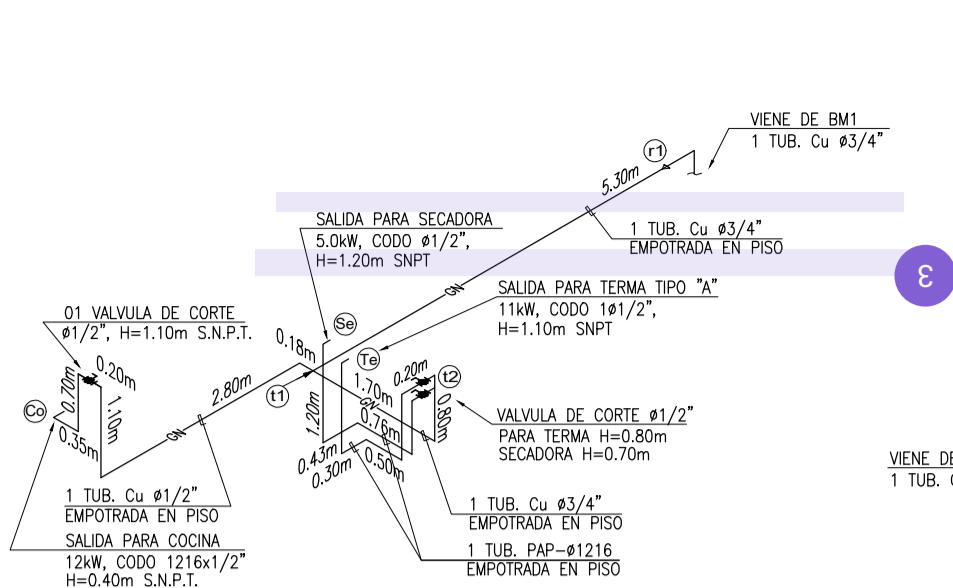 VIENE DE BM1
1 TUB. Cu ø3/4"
r1
5.30m
SALIDA PARA SECADORA
5.0kW, CODO ø1/2",
H=1.20m SNPT
1 TUB. Cu ø3/4"
EMPOTRADA EN PISO
3
GN
SALIDA PARA TERMA TIPO "A"
11kW, CODO 1ø1/2",
H=1.10m SNPT
01 VALVULA DE CORTE
ø1/2", H=1.10m S.N.P.T.
Se
0.18m
Te
t1
t2
0.20m
0.70m
0.20m
1.70m
2.80m
GN
Co
1.10m
0.35m
GN
1.20m
0.76m
0.80m
0.43m
0.30m
0.50m
VALVULA DE CORTE ø1/2"
PARA TERMA H=0.80m
SECADORA H=0.70m
VIENE DE
1 TUB.
1 TUB. Cu ø1/2"
EMPOTRADA EN PISO
1 TUB. Cu ø3/4"
EMPOTRADA EN PISO
SALIDA PARA COCINA
12kW, CODO 1216x1/2"
H=0.40m S.N.P.T.
1 TUB. PAP-ø1216
EMPOTRADA EN PISO